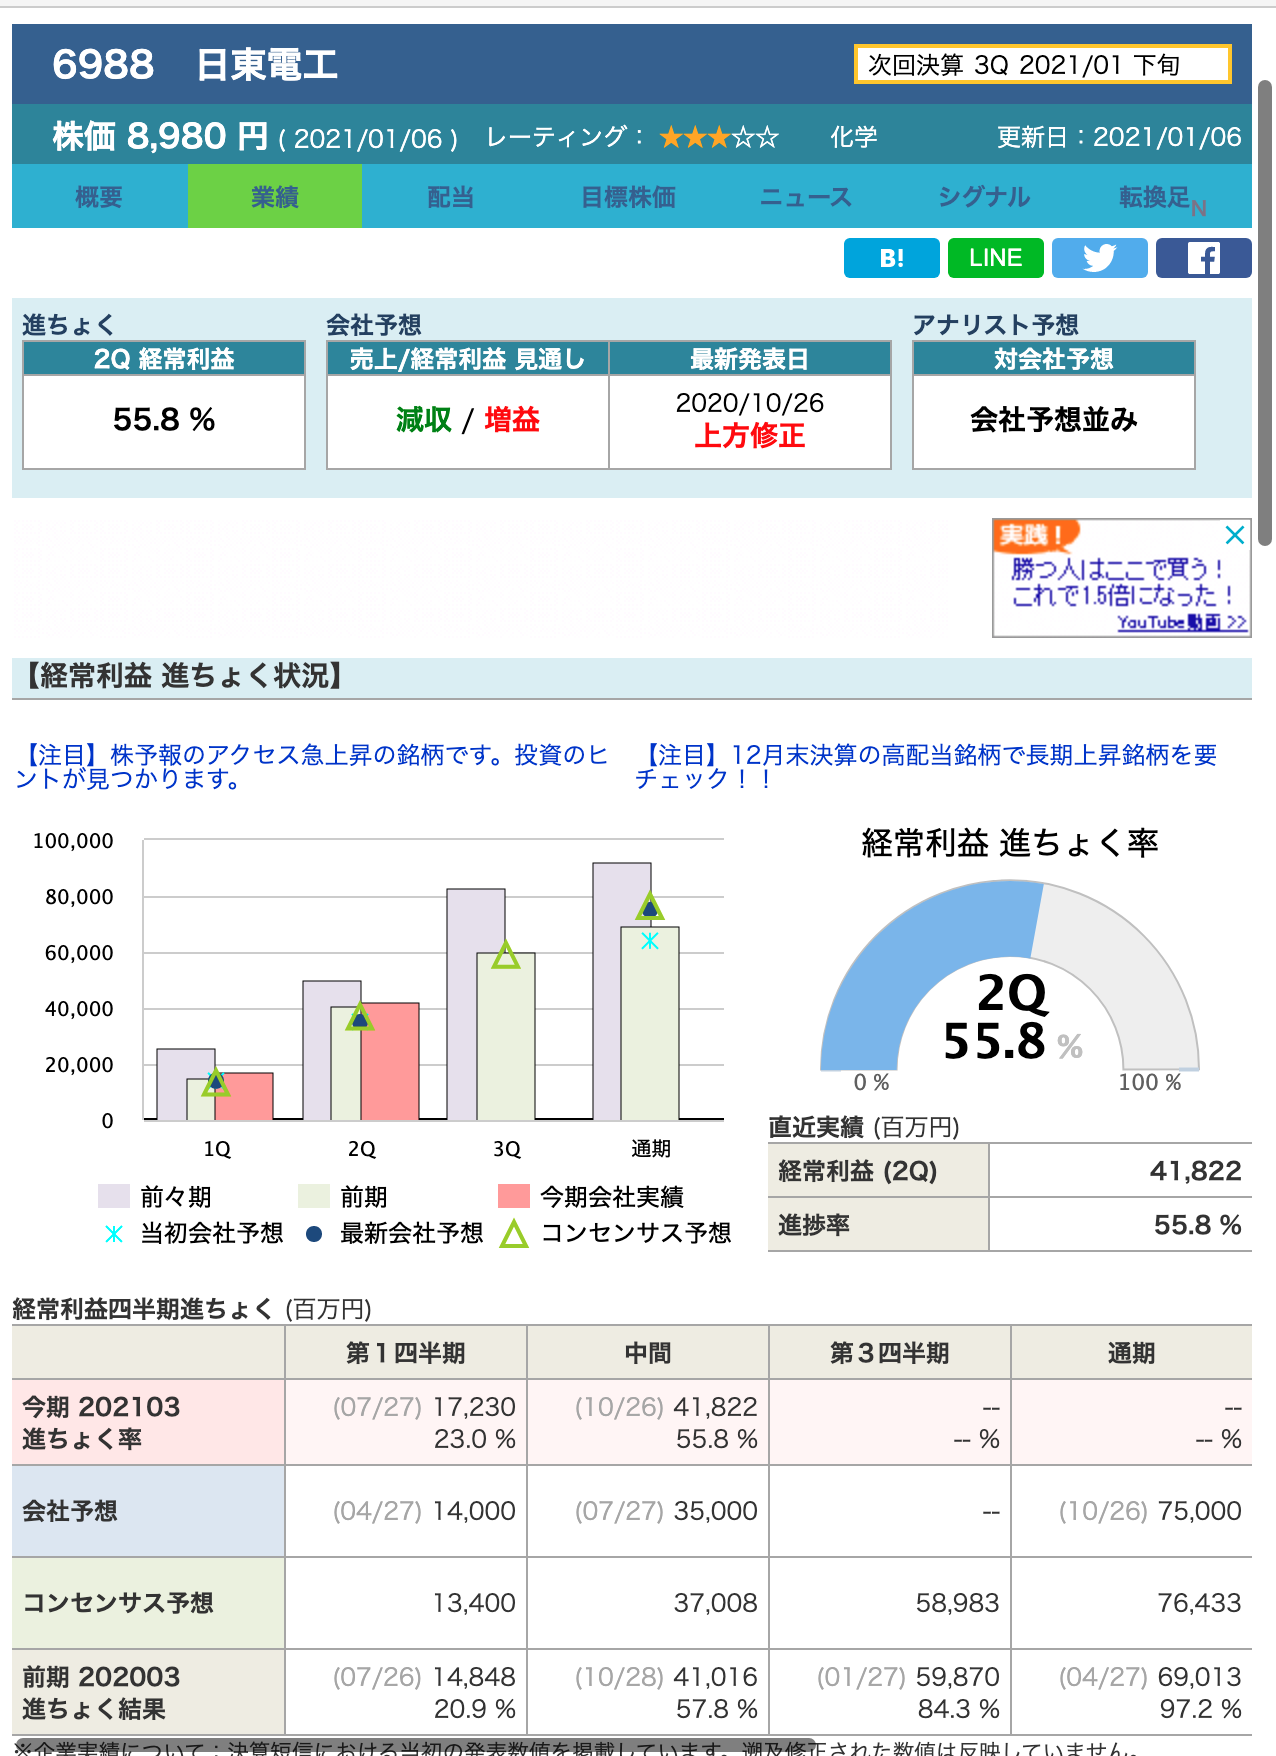 6988 日東電工
次回決算 3Q 2021/01 下旬
株価 8,980 円 ( 2021/01/06 ) レーティング： ★★★☆☆ 化学 更新日：2021/01/06
概要 業績 配当 目標株価 ニュース シグナル 転換足N
B! LINE
進ちょく 会社予想 アナリスト予想
2Q 経常利益 売上/経常利益 見通し 最新発表日 対会社予想
55.8 % 減収 / 増益 2020/10/26 会社予想並み
上方修正
実践！
勝つ人はここで買う！
これで1.5倍になった！
YouTube動画 >>
【経常利益 進ちょく状況】
【注目】株予報のアクセス急上昇の銘柄です。投資のヒ
ントが見つかります。
【注目】12月末決算の高配当銘柄で長期上昇銘柄を要
チェック！！
100,000
80,000
60,000
40,000
20,000
0
1Q 2Q 3Q 通期
前々期 前期 今期会社実績
当初会社予想 最新会社予想 コンセンサス予想
経常利益 進ちょく率
2Q
55.8 %
0 % 100 %
直近実績 (百万円)
経常利益 (2Q) 41,822
進捗率 55.8 %
経常利益四半期進ちょく (百万円)
第１四半期 中間 第３四半期 通期
今期 202103 (07/27) 17,230 (10/26) 41,822 -- --
進ちょく率 23.0 % 55.8 % -- % -- %
会社予想 (04/27) 14,000 (07/27) 35,000 -- (10/26) 75,000
コンセンサス予想 13,400 37,008 58,983 76,433
前期 202003 (07/26) 14,848 (10/28) 41,016 (01/27) 59,870 (04/27) 69,013
進ちょく結果 20.9 % 57.8 % 84.3 % 97.2 %
※企業実績について：決算短信における当初の発表数値を掲載しています。遡及修正された数値は反映していません。